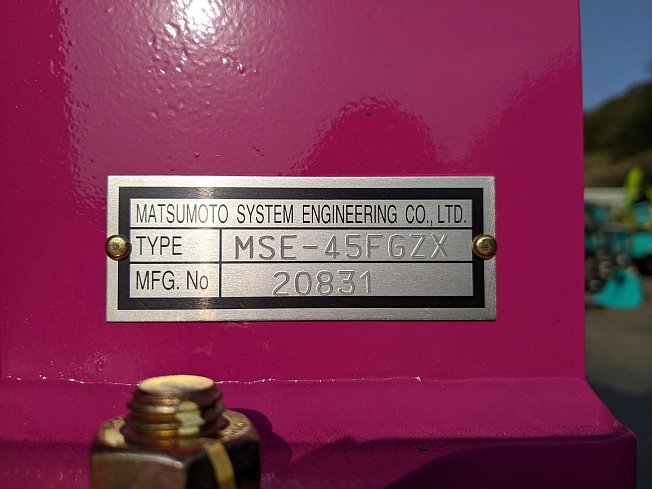 MATSUMOTO SYSTEM ENGINEERING CO., LTD.
TYPE MSE-45FGZX
MFG. No 20831